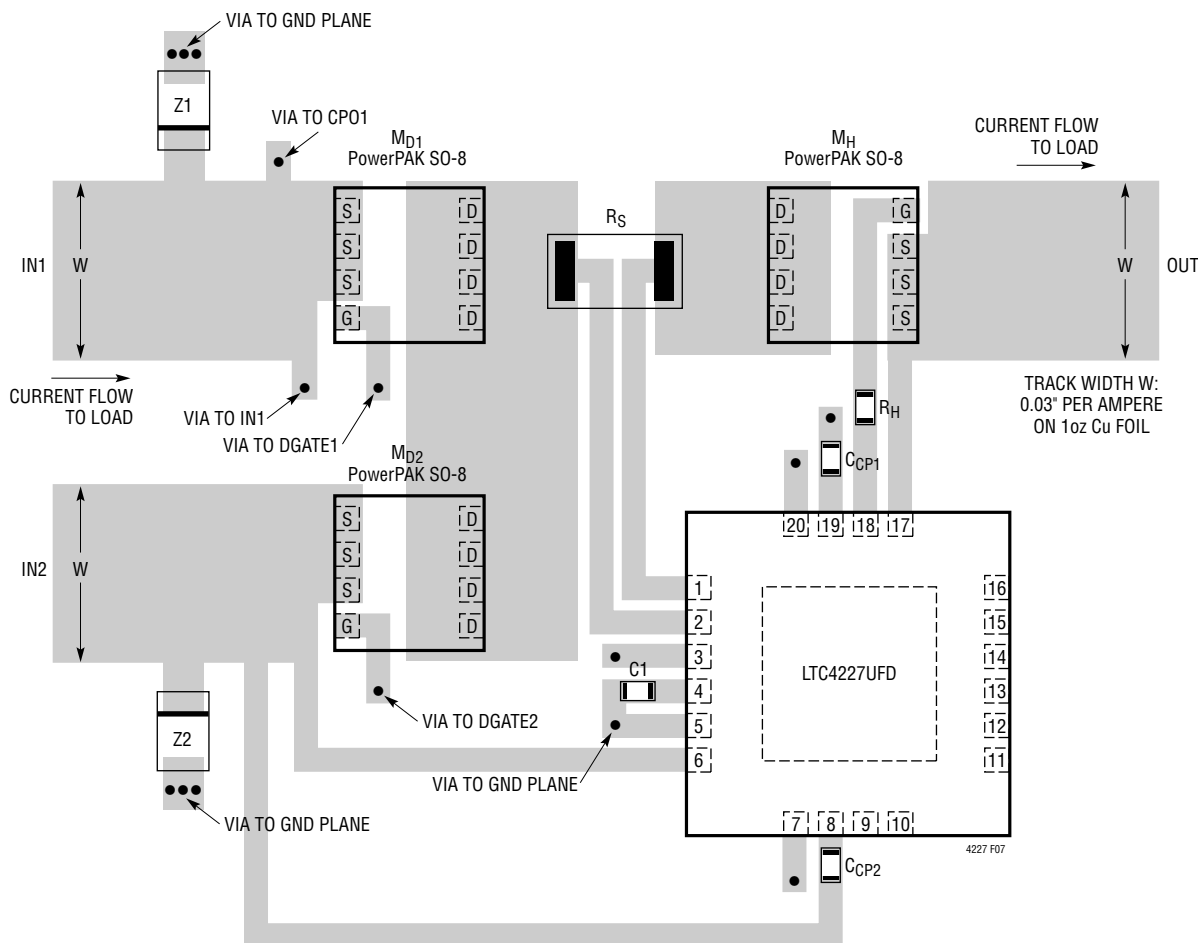 VIA TO GND PLANE
Z1
VIA TO CPO1
MD1
PowerPAK SO-8
MH
PowerPAK SO-8
CURRENT FLOW
TO LOAD
S
S
S
G
D
D
D
D
RS
D
D
D
D
G
S
S
S
IN1
W
W
OUT
CURRENT FLOW
TO LOAD
VIA TO IN1
VIA TO DGATE1
TRACK WIDTH W:
0.03" PER AMPERE
ON 1oz Cu FOIL
RH
CCP1
MD2
PowerPAK SO-8
S
S
S
G
D
D
D
D
IN2
W
20
19
18
17
1
2
3
4
5
6
16
15
14
13
12
11
LTC4227UFD
C1
VIA TO DGATE2
Z2
VIA TO GND PLANE
VIA TO GND PLANE
7
8
9
10
4227 F07
CCP2